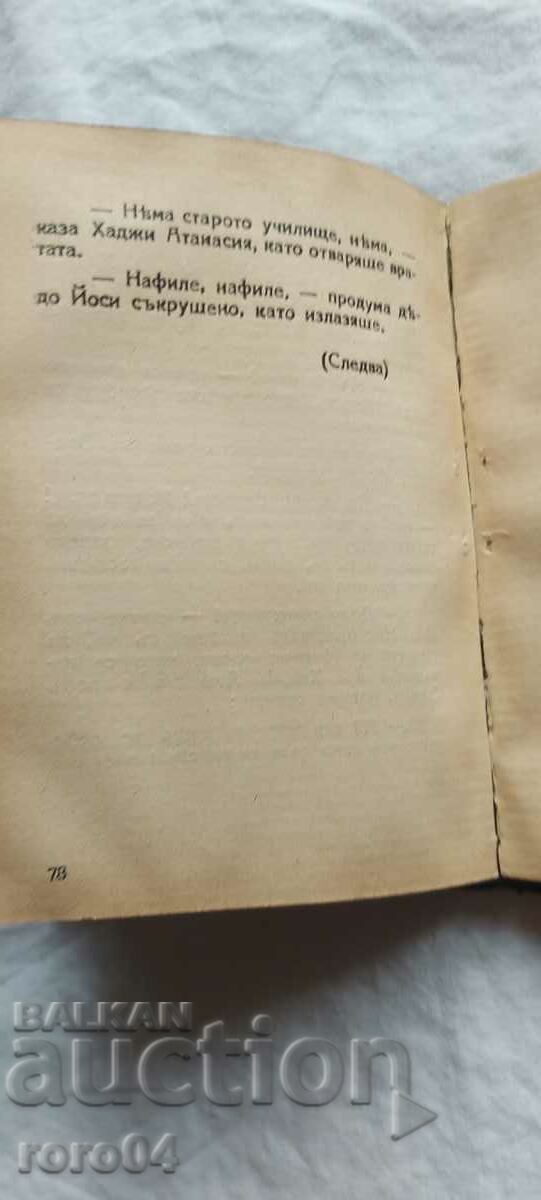 — Нѣма старото училище, нѣма, —
каза Хаджи Атанасия, като отваряше вра-
тата.
— Нафиле, нафиле, — продума дѣ-
до Йоси съкрушено, като излазяше.
(Следва)
78
BALKAN
auction
roro04